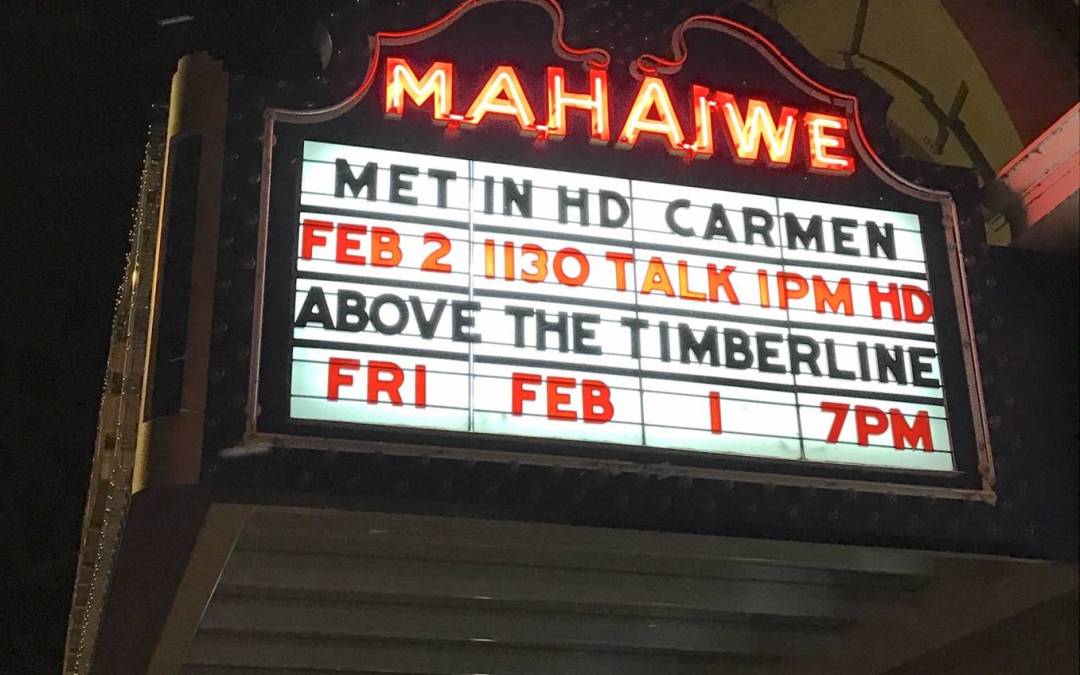 MAHAIWE
MET IN HD CARMEN
FEB 2 1130 TALK 1PM HD
ABOVE THE TIMBERLINE
FRI FEB 1 7PM